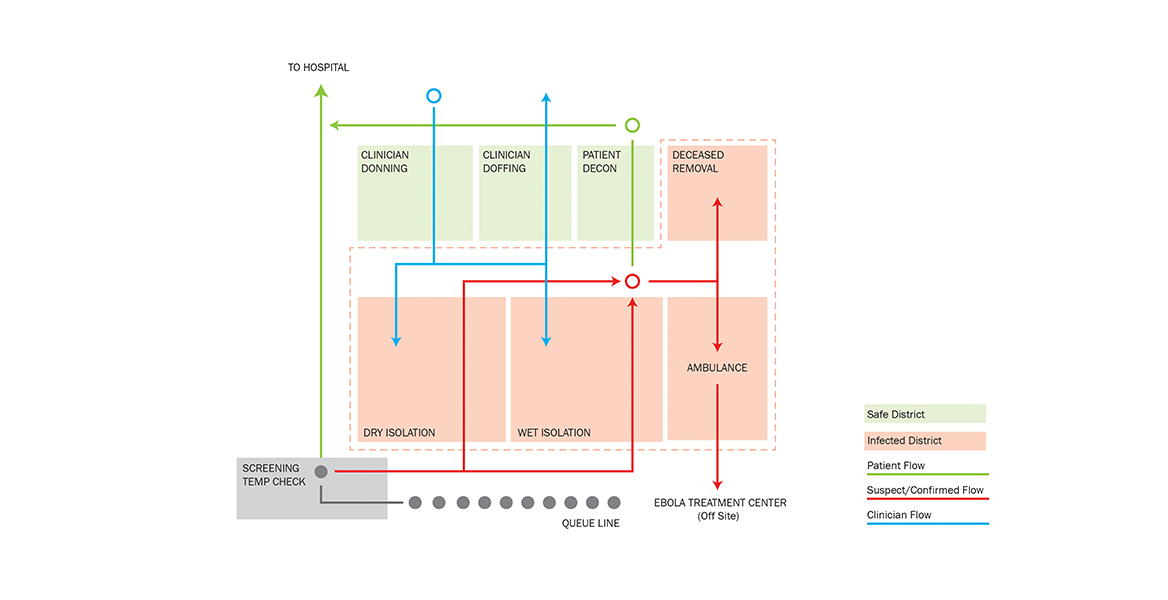 TO HOSPITAL
CLINICIAN
DONNING
CLINICIAN
DOFFING
PATIENT
DECON
DECEASED
REMOVAL
AMBULANCE
DRY ISOLATION
WET ISOLATION
SCREENING
TEMP CHECK
QUEUE LINE
EBOLA TREATMENT CENTER
(Off Site)
Safe District
Infected District
Patient Flow
Suspect/Confirmed Flow
Clinician Flow